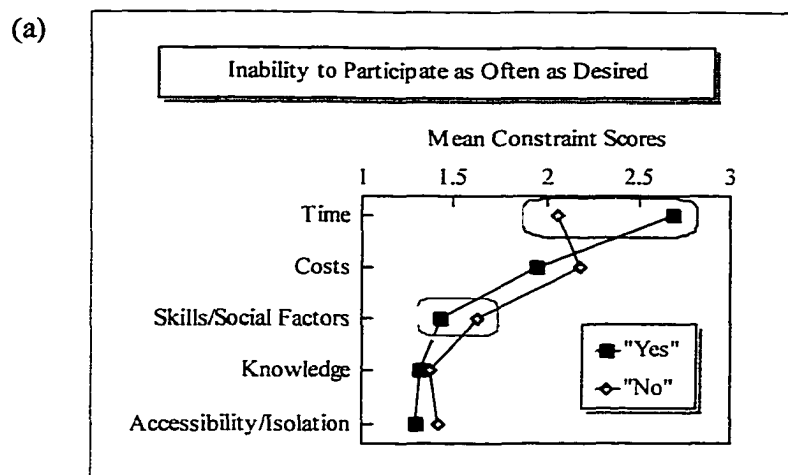 (a)
Inability to Participate as Often as Desired
Mean Constraint Scores
1 1.5 2 2.5 3
Time
Costs
Skills/Social Factors
Knowledge
Accessibility/Isolation
"Yes"
"No"